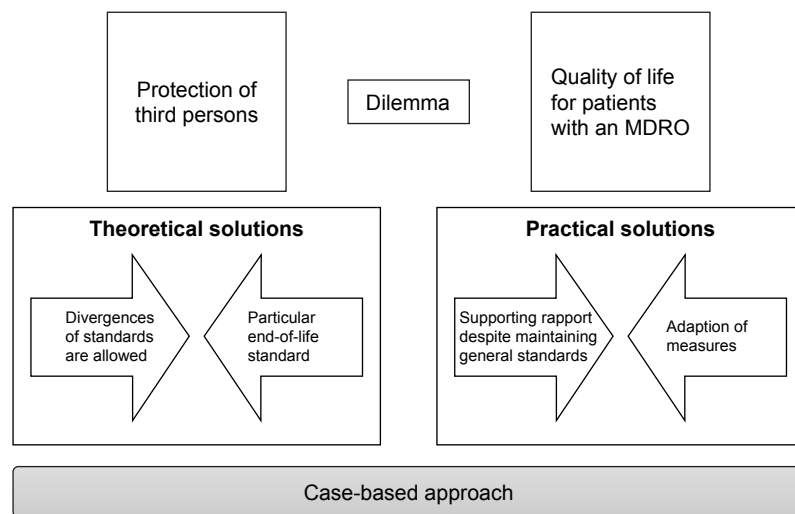 Protection of
third persons
Dilemma
Quality of life
for patients
with an MDRO
Theoretical solutions
Divergences
of standards
are allowed
Particular
end-of-life
standard
Practical solutions
Supporting rapport
despite maintaining
general standards
Adaption of
measures
Case-based approach